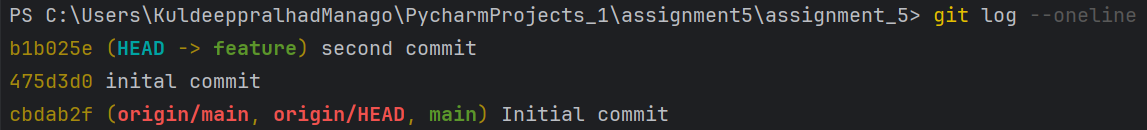 PS C:\Users\KuldeeppralhadManago\PycharmProjects_1\assignment5\assignment_5> git log --oneline
b1b025e (HEAD -> feature) second commit
475d3d0 inital commit
cbdab2f (origin/main, origin/HEAD, main) Initial commit